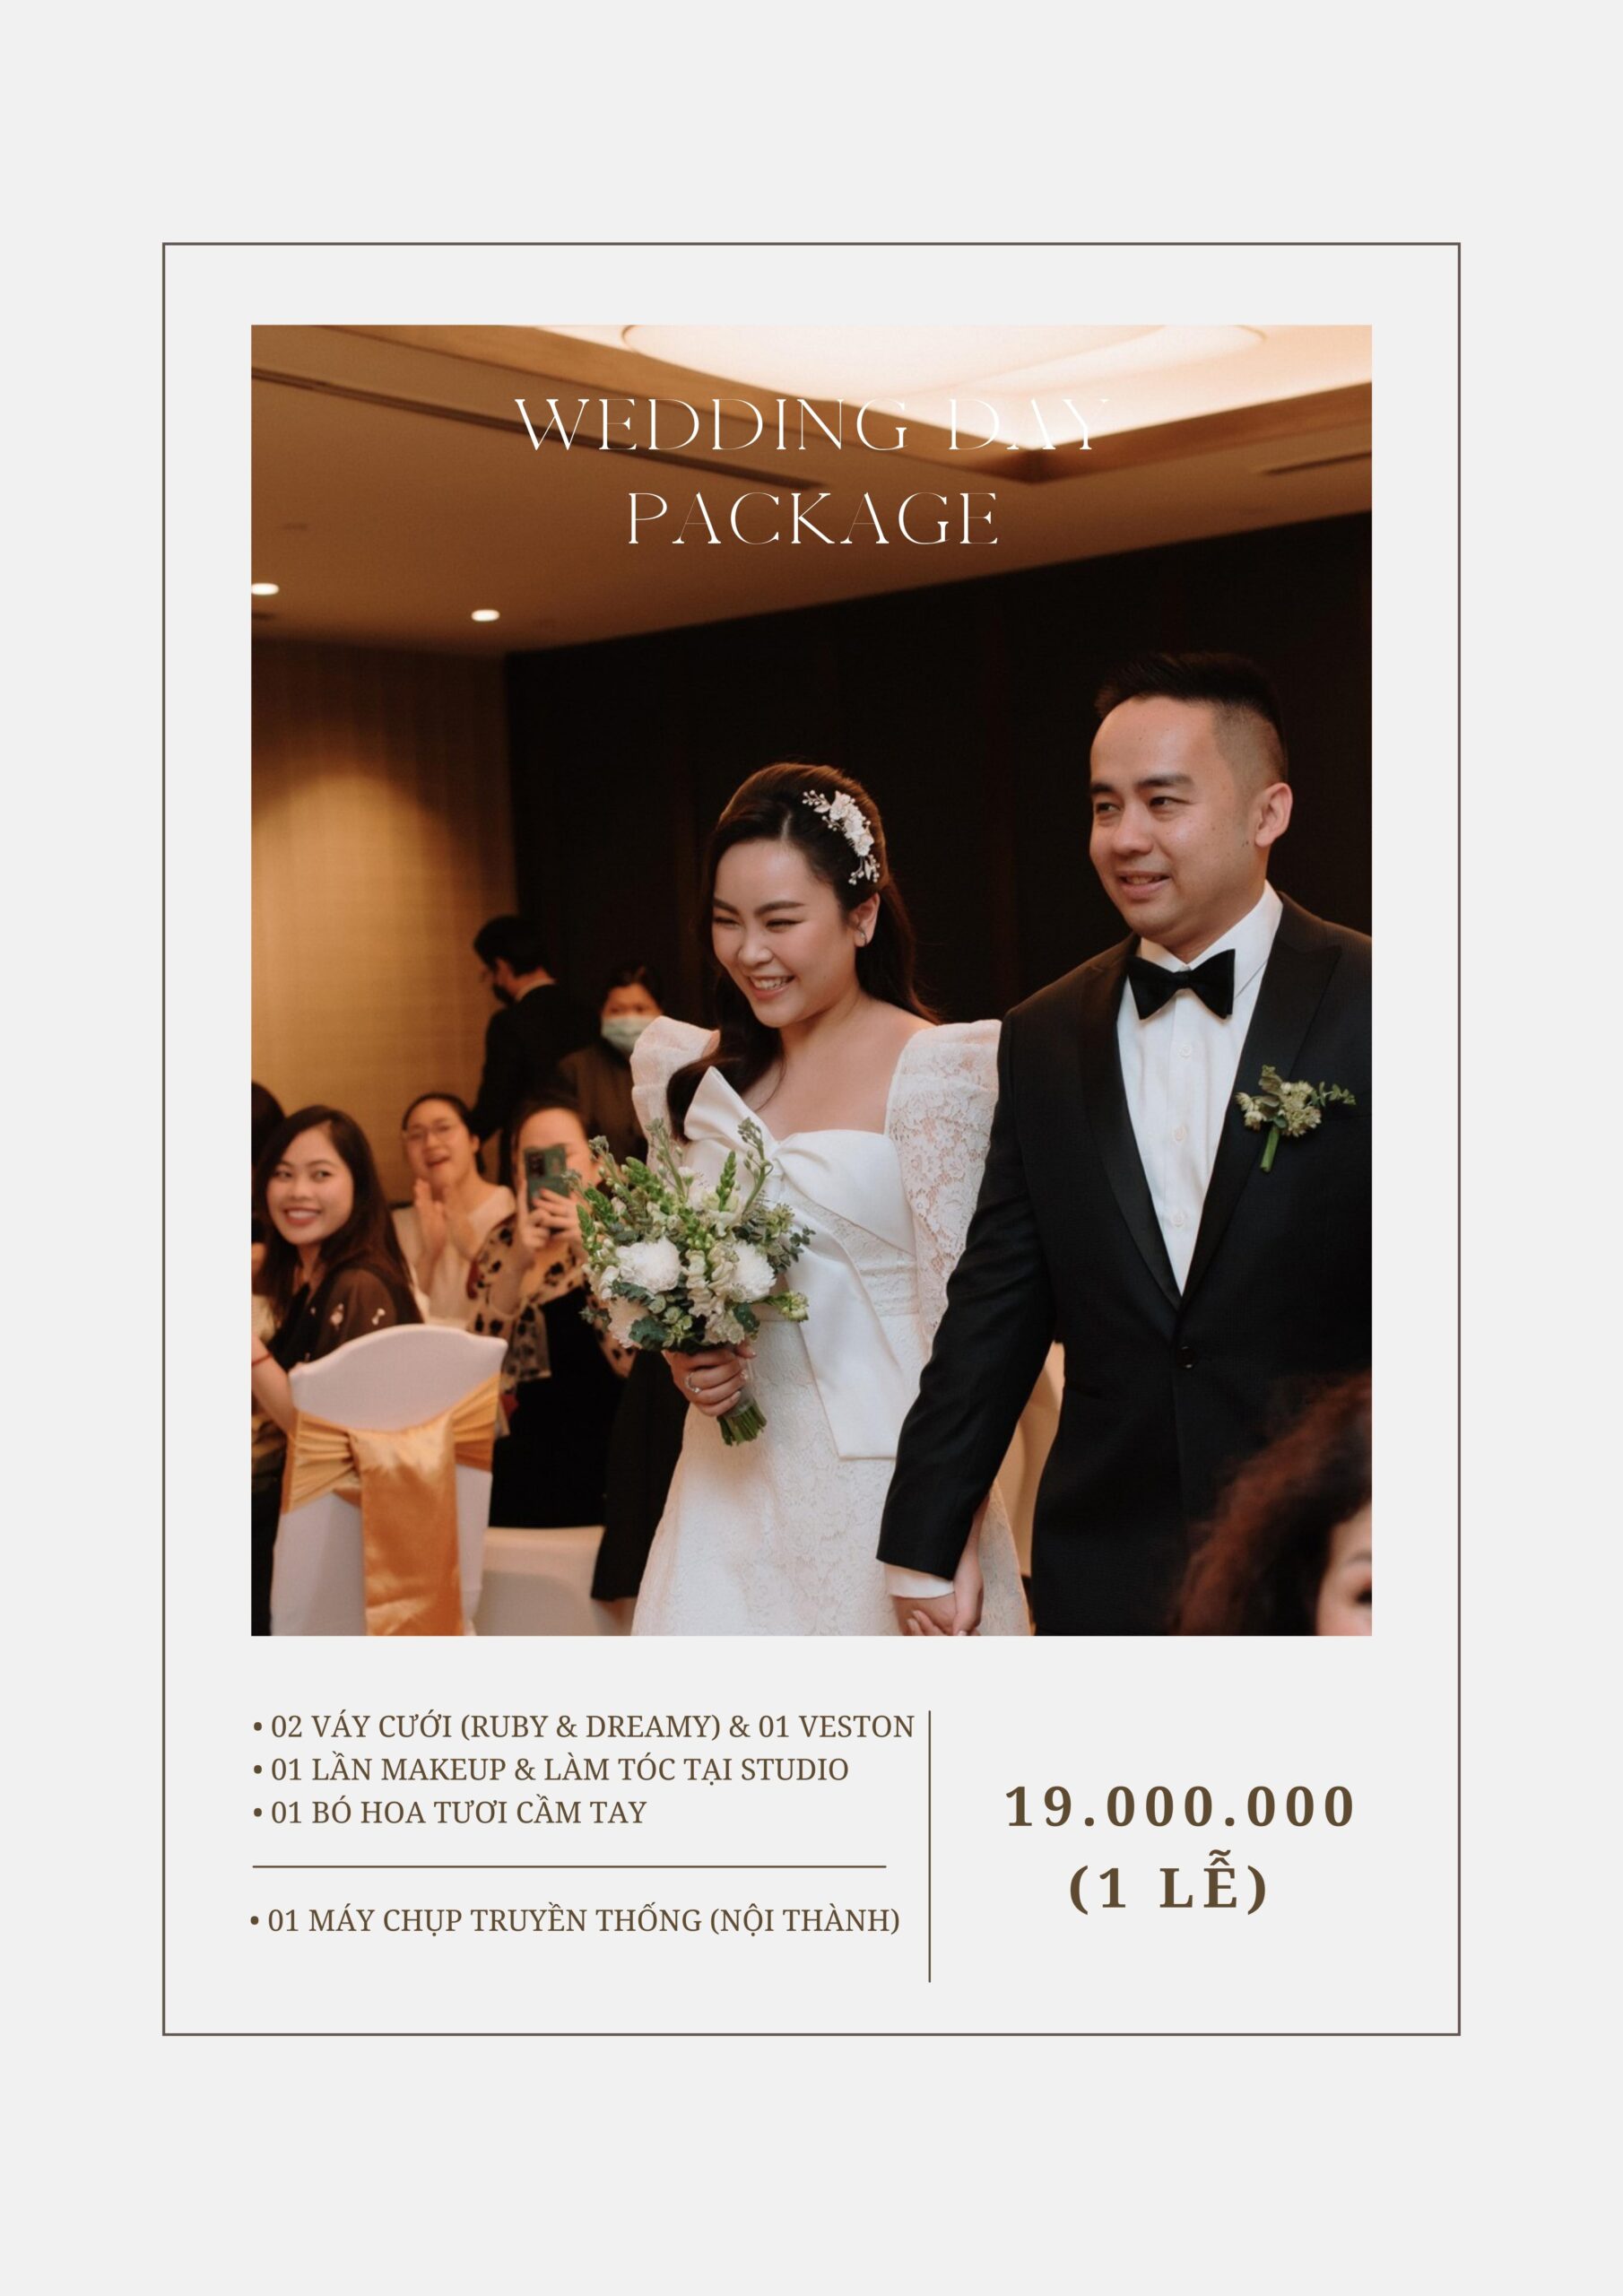 WEDDING DAY
PACKAGE
• 02 VÁY CƯỚI (RUBY & DREAMY) & 01 VESTON
• 01 LẦN MAKEUP & LÀM TÓC TẠI STUDIO
• 01 BÓ HOA TƯƠI CẦM TAY
• 01 MÁY CHỤP TRUYỀN THỐNG (NỘI THÀNH)
19.000.000
(1 LỄ)